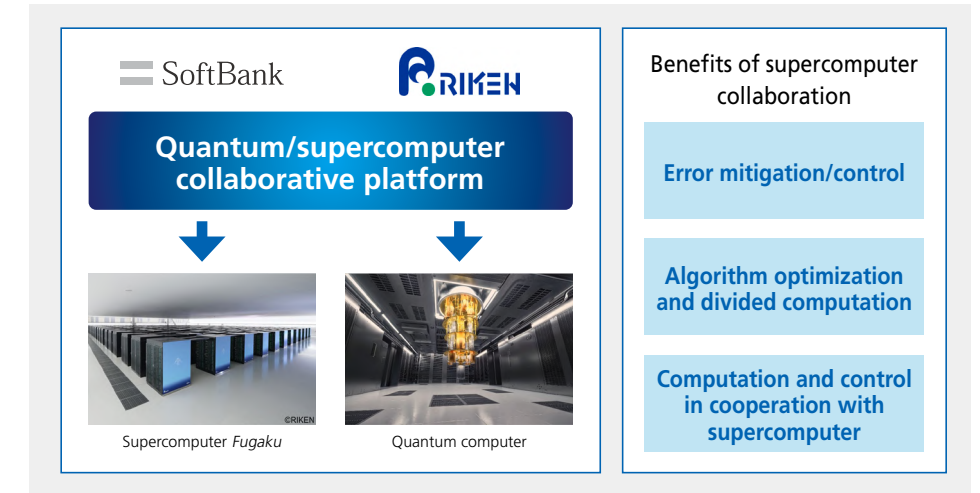 SoftBank
RIKEN
Quantum/supercomputer
collaborative platform
©RIKEN
Supercomputer Fugaku
Quantum computer
Benefits of supercomputer
collaboration
Error mitigation/control
Algorithm optimization
and divided computation
Computation and control
in cooperation with
supercomputer